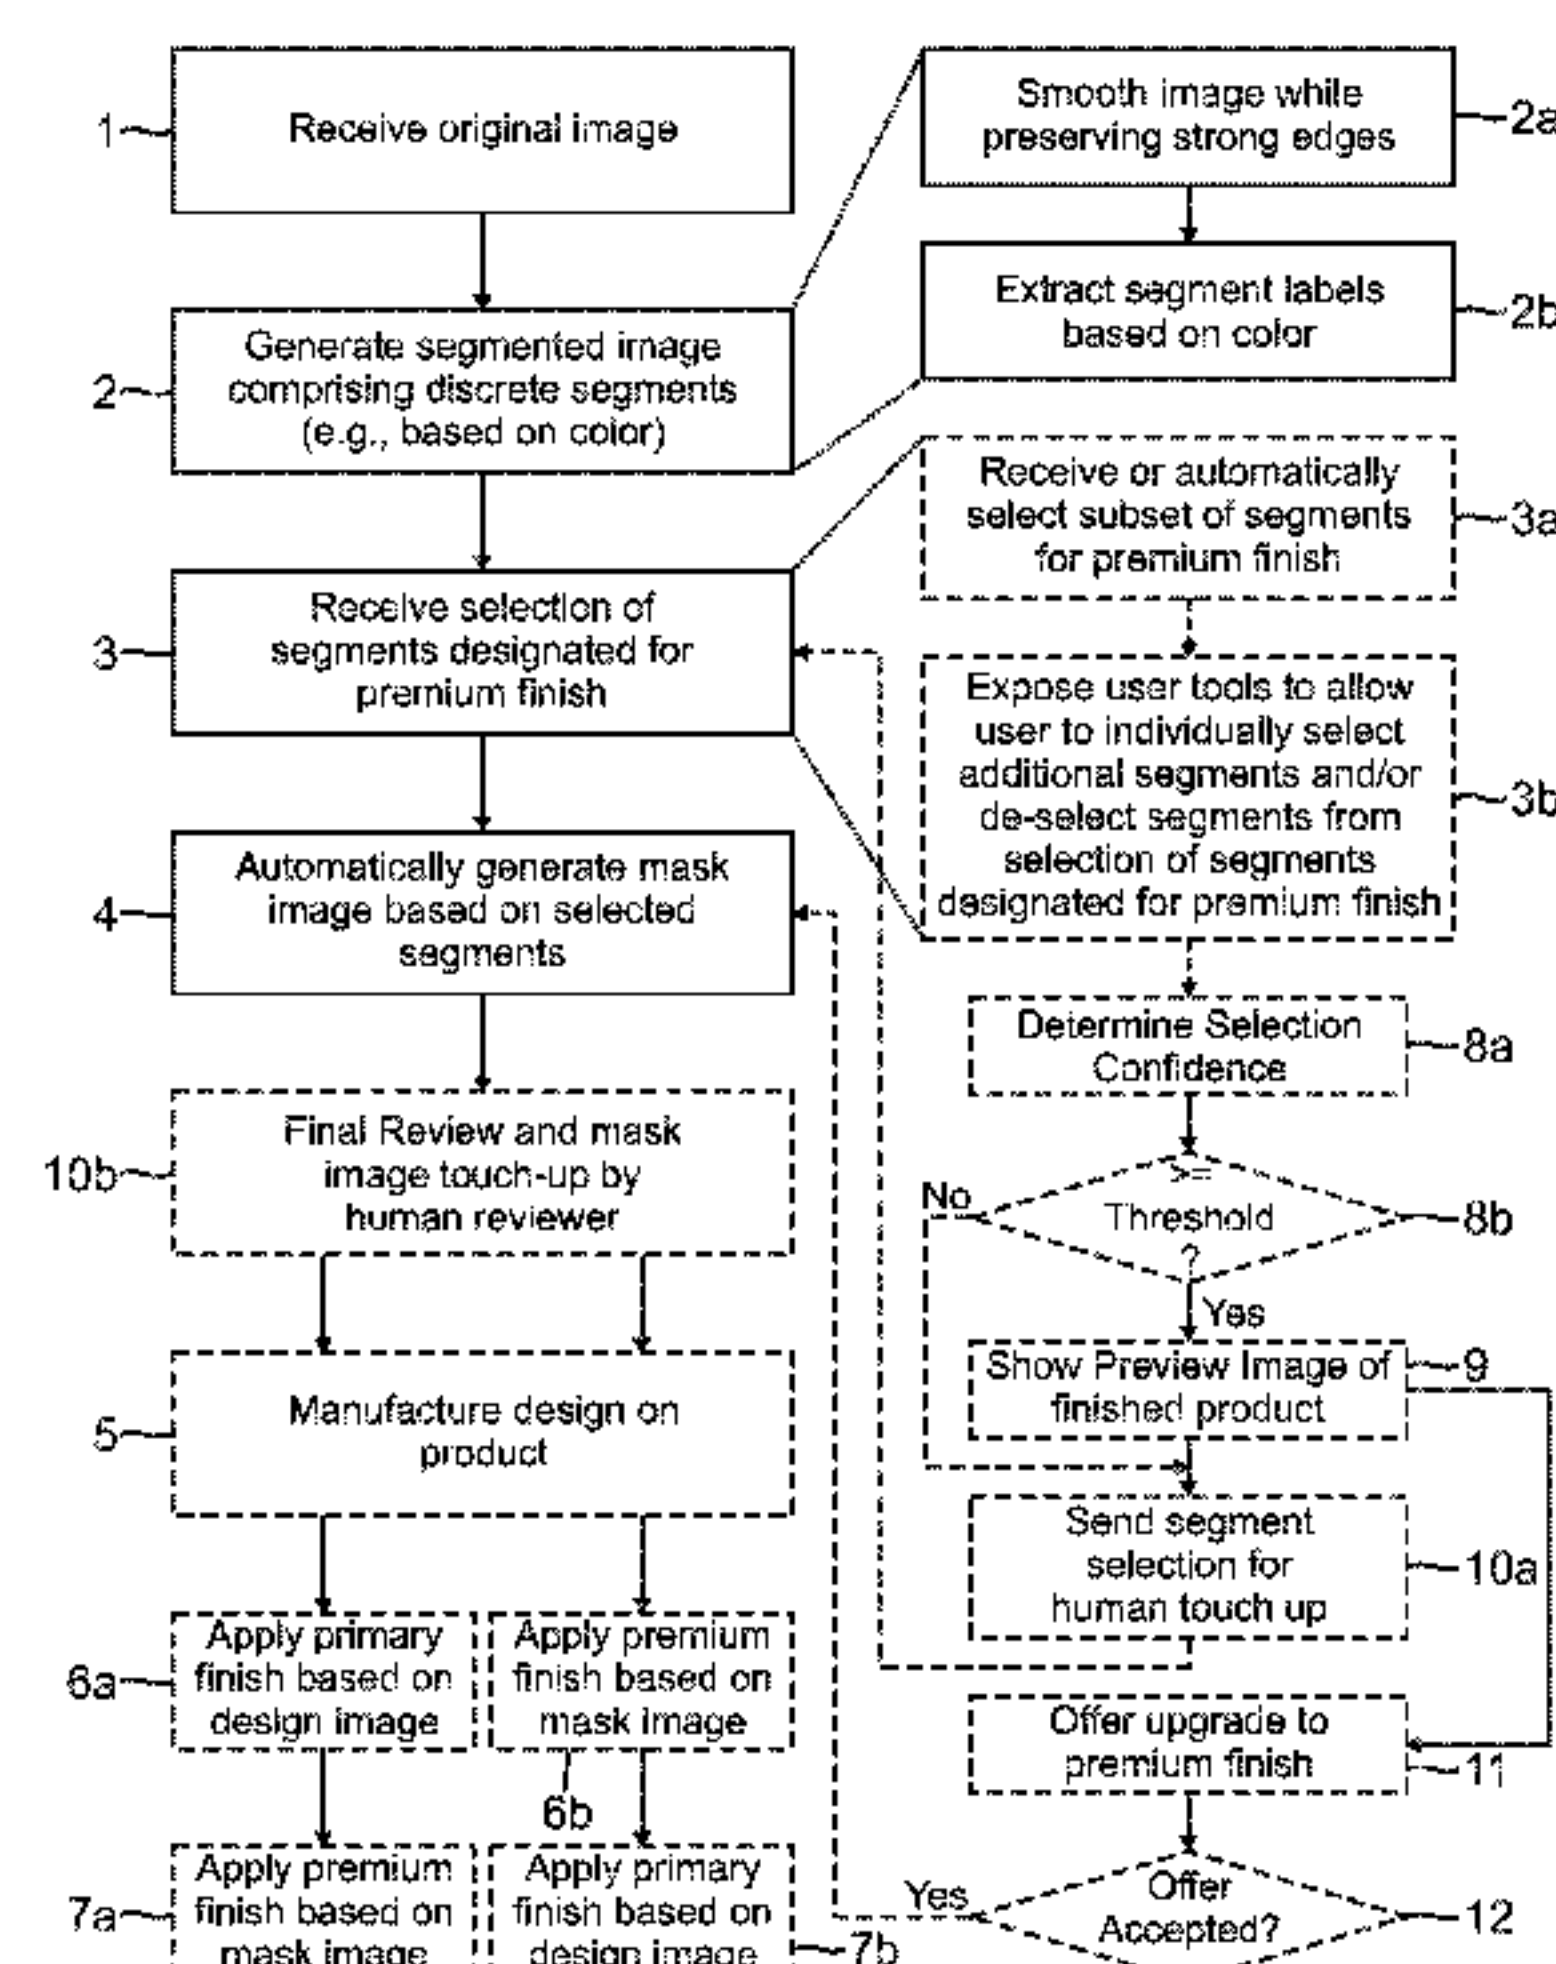 1
Receive original image
2
Generate segmented image
comprising discrete segments
(e.g., based on color)
3
Receive selection of
segments designated for
premium finish
4
Automatically generate mask
image based on selected
segments
10b
Final Review and mask
image touch-up by
human reviewer
5
Manufacture design on
product
6a
Apply primary
finish based on
design image
Apply premium
finish based on
mask image
6b
7a
Apply premium
finish based on
mask image
Apply primary
finish based on
design image
7b
Smooth image while
preserving strong edges
2a
Extract segment labels
based on color
2b
Receive or automatically
select subset of segments
for premium finish
3a
Expose user tools to allow
user to individually select
additional segments and/or
de-select segments from
selection of segments
designated for premium finish
3b
Determine Selection
Confidence
8a
>=
Threshold
?
8b
No
Yes
Show Preview Image of
finished product
9
Send segment
selection for
human touch up
10a
Offer upgrade to
premium finish
11
Offer
Accepted?
12
Yes